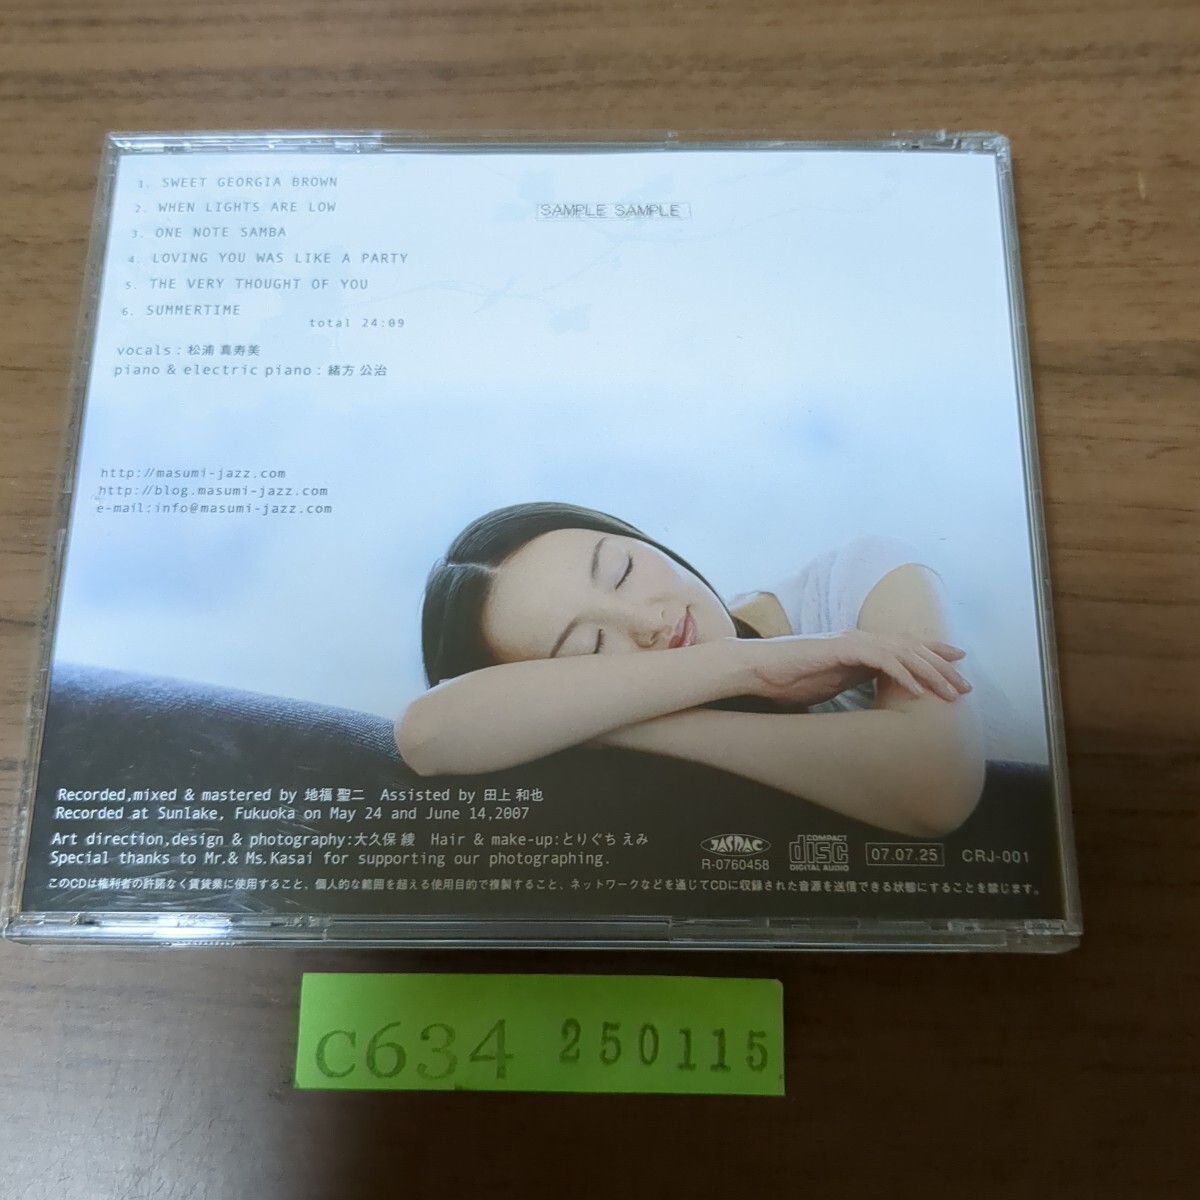 1. SWEET GEORGIA BROWN
2. WHEN LIGHTS ARE LOW
3. ONE NOTE SAMBA
4. LOVING YOU WAS LIKE A PARTY
5. THE VERY THOUGHT OF YOU
6. SUMMERTIME
total 24:09
SAMPLE SAMPLE
vocals : 松浦 真寿美
piano & electric piano : 緒方 公治
http://masumi-jazz.com
http://blog.masumi-jazz.com
e-mail:info@masumi-jazz.com
Recorded,mixed & mastered by 地福 聖二 Assisted by 田上 和也
Recorded at Sunlake, Fukuoka on May 24 and June 14,2007
Art direction,design & photography:大久保 綾 Hair & make-up:とりぐち えみ
Special thanks to Mr.& Ms.Kasai for supporting our photographing.
JASRAC
R-0760458
COMPACT
disc
DIGITAL AUDIO
07.07.25
CRJ-001
このCDは権利者の許諾なく賃貸業に使用すること、個人的な範囲を超える使用目的で複製すること、ネットワークなどを通じてCDに収録された音源を送信できる状態にすることを禁じます。
C634 250115